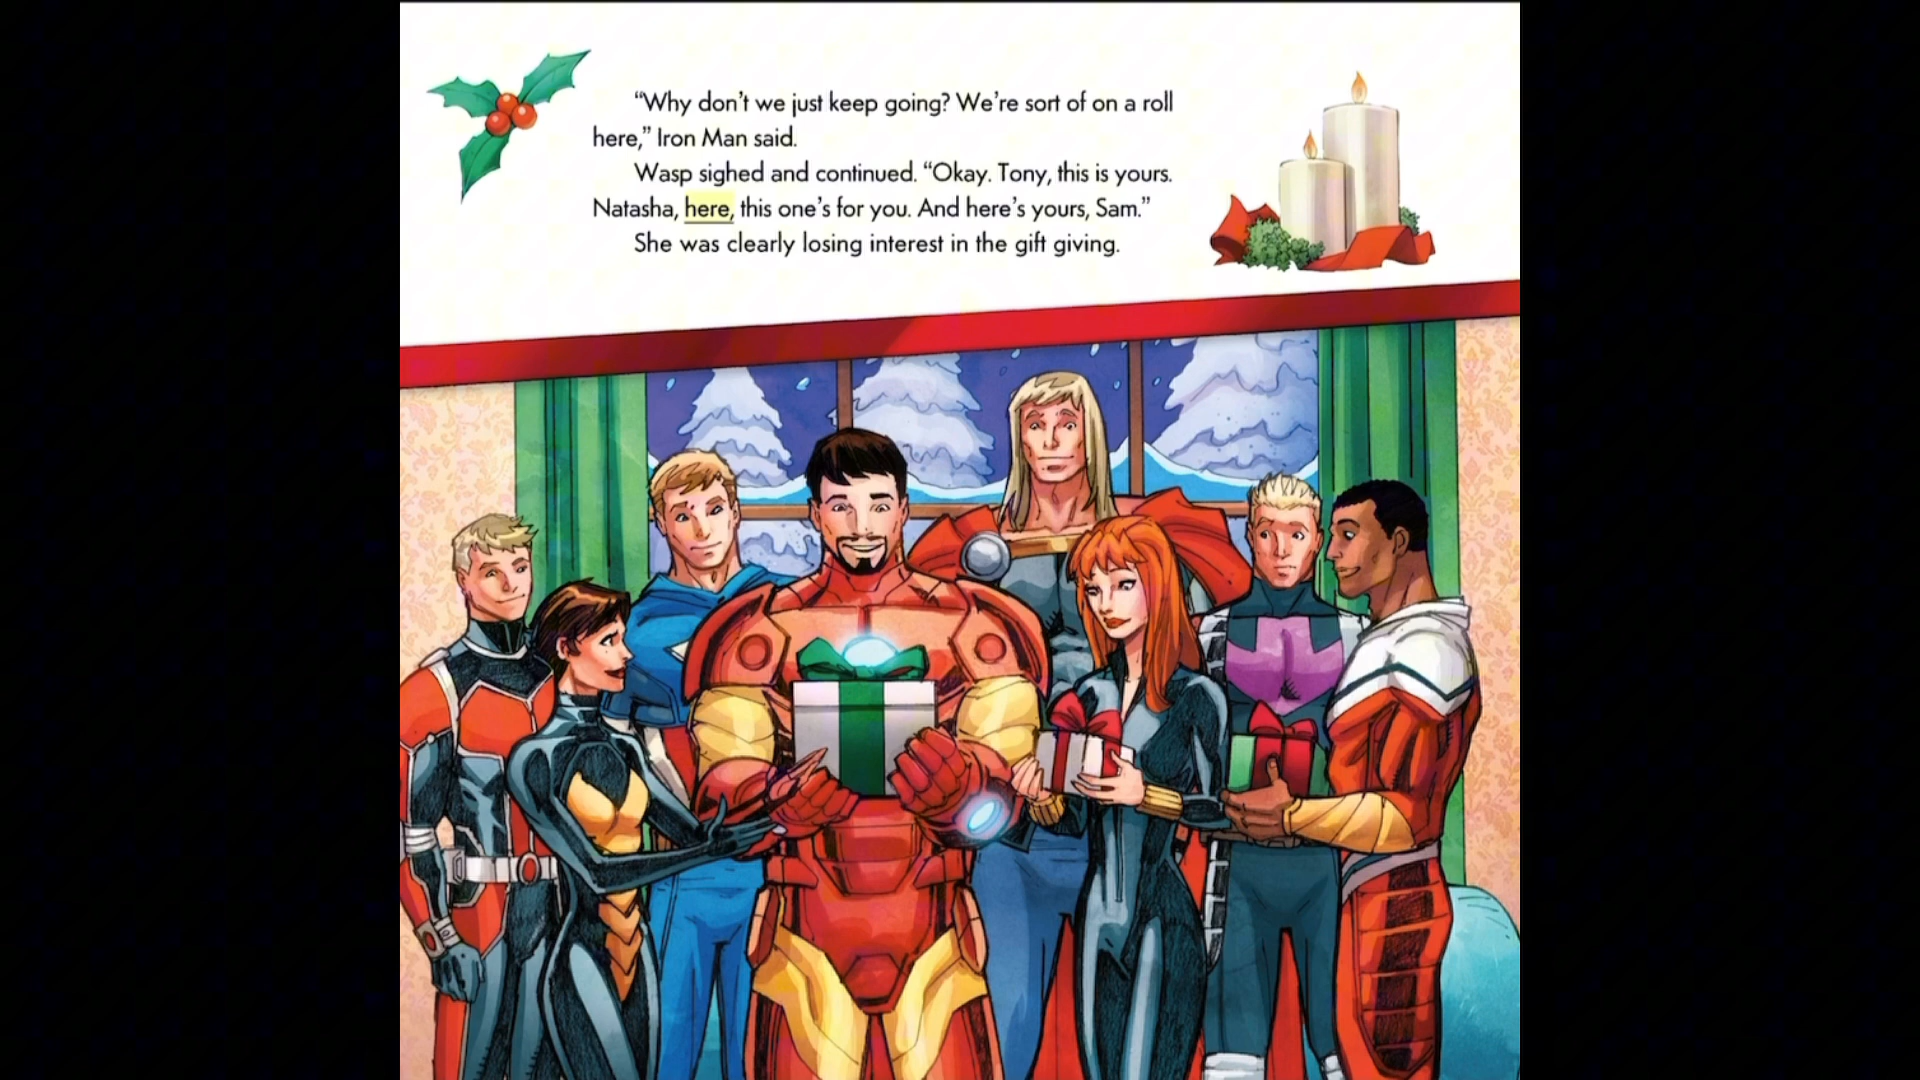 “Why don’t we just keep going? We’re sort of on a roll
here,” Iron Man said.
Wasp sighed and continued. “Okay. Tony, this is yours.
Natasha, here, this one’s for you. And here’s yours, Sam.”
She was clearly losing interest in the gift giving.